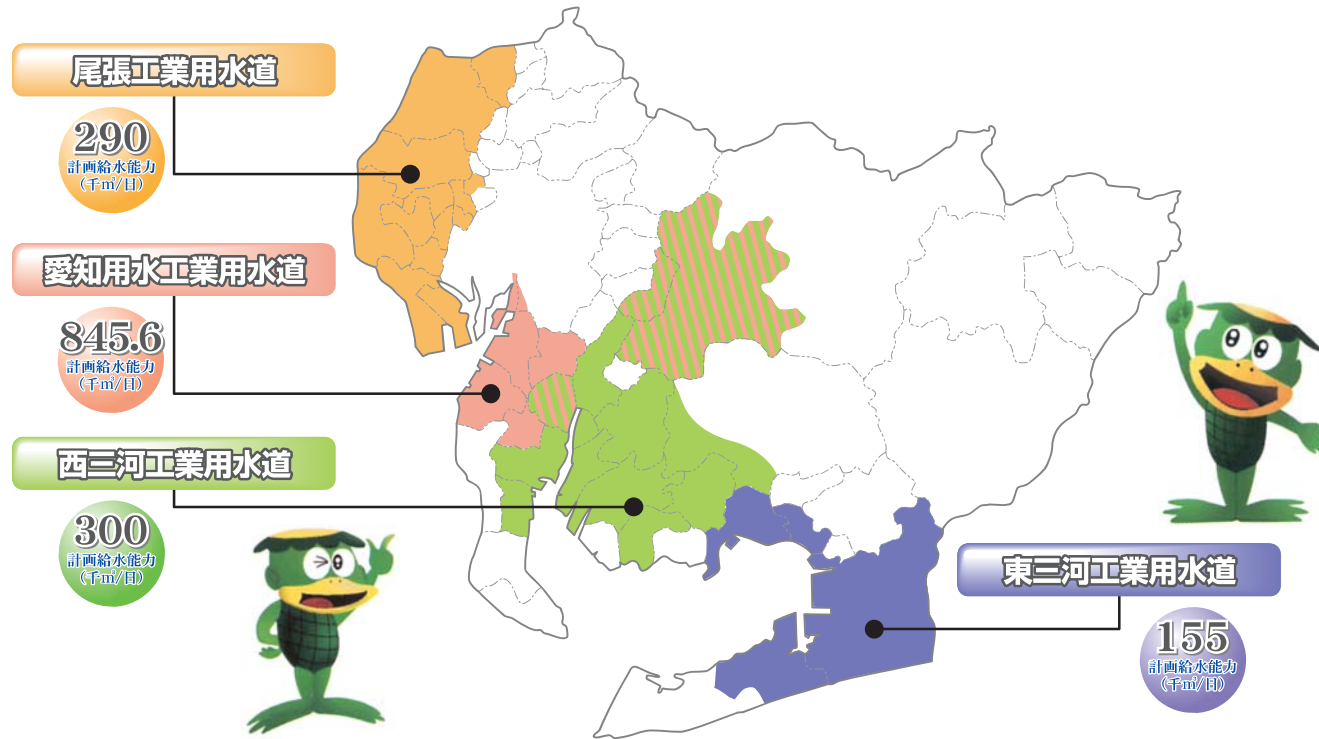 尾張工業用水道
290
計画給水能力
(千㎥/日)
愛知用水工業用水道
845.6
計画給水能力
(千㎥/日)
西三河工業用水道
300
計画給水能力
(千㎥/日)
東三河工業用水道
155
計画給水能力
(千㎥/日)